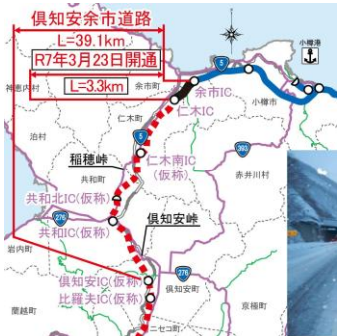 倶知安余市道路
L=39.1km
R7年3月23日開通
L=3.3km
神恵内村
余市町
余市IC
仁木IC
小樽港
小樽市
5
5
泊村
仁木町
稲穂峠
共和町
仁木南IC
(仮称)
393
赤井川村
共和北IC(仮称)
276
共和IC(仮称)
倶知安峠
岩内町
倶知安IC(仮称)
276
比羅夫IC(仮称)
倶知安町
蘭越町
京極町
ニセコ町